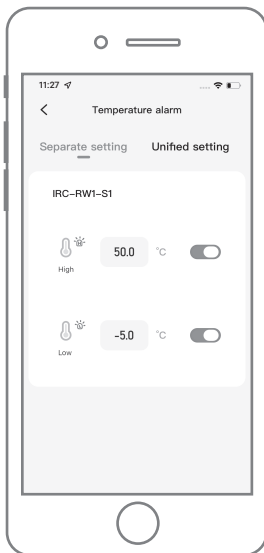 11:27
Temperature alarm
Separate setting Unified setting
IRC-RW1-S1
50.0 °C
High
-5.0 °C
Low